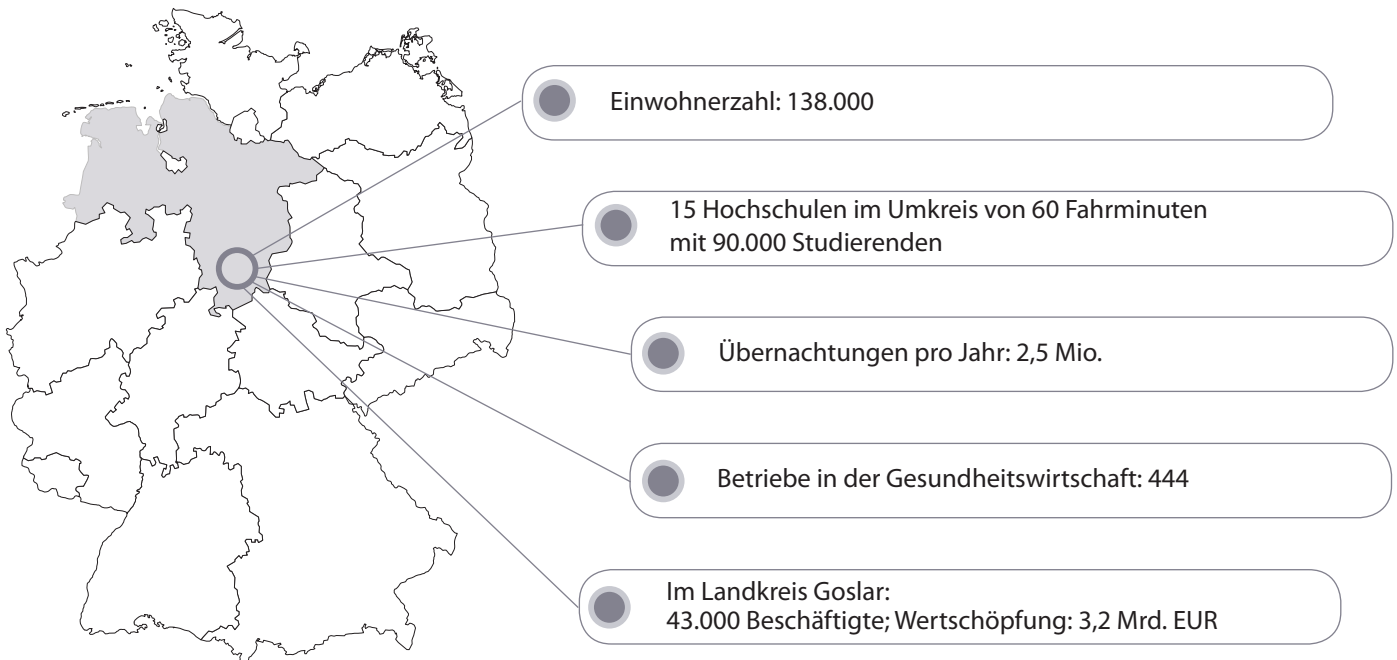 Einwohnerzahl: 138.000
15 Hochschulen im Umkreis von 60 Fahrminuten
mit 90.000 Studierenden
Übernachtungen pro Jahr: 2,5 Mio.
Betriebe in der Gesundheitswirtschaft: 444
Im Landkreis Goslar:
43.000 Beschäftigte; Wertschöpfung: 3,2 Mrd. EUR